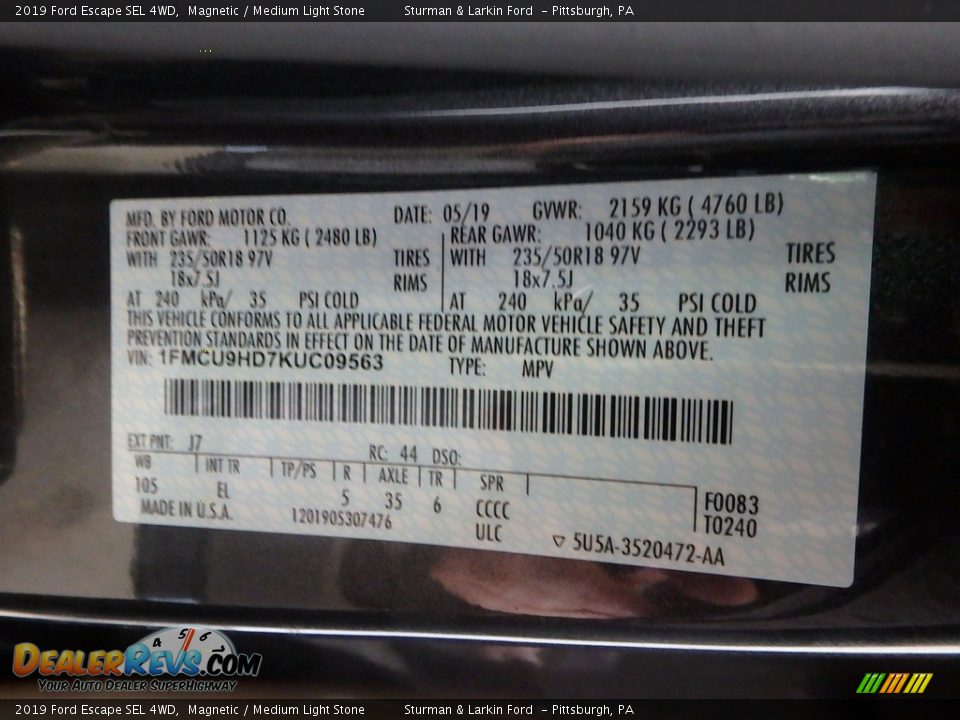 2019 Ford Escape SEL 4WD, Magnetic / Medium Light Stone Sturman & Larkin Ford - Pittsburgh, PA
MFD. BY FORD MOTOR CO. DATE: 05/19 GVWR: 2159 KG ( 4760 LB)
FRONT GAWR: 1125 KG ( 2480 LB) REAR GAWR: 1040 KG ( 2293 LB)
WITH 235/50R18 97V TIRES WITH 235/50R18 97V TIRES
18x7.5J RIMS 18x7.5J RIMS
AT 240 kPa/ 35 PSI COLD AT 240 kPa/ 35 PSI COLD
THIS VEHICLE CONFORMS TO ALL APPLICABLE FEDERAL MOTOR VEHICLE SAFETY AND THEFT
PREVENTION STANDARDS IN EFFECT ON THE DATE OF MANUFACTURE SHOWN ABOVE.
VIN: 1FMCU9HD7KUC09563 TYPE: MPV
EXT PNT: J7 RC: 44 DSO:
WB INT TR TP/PS R AXLE TR SPR
105 EL 5 35 6 CCCC F0083
MADE IN U.S.A. 1201905307476 ULC T0240
5U5A-3520472-AA
4 5 6
DEALERREVS.COM
YOUR AUTO DEALER SUPERHIGHWAY
2019 Ford Escape SEL 4WD, Magnetic / Medium Light Stone Sturman & Larkin Ford - Pittsburgh, PA